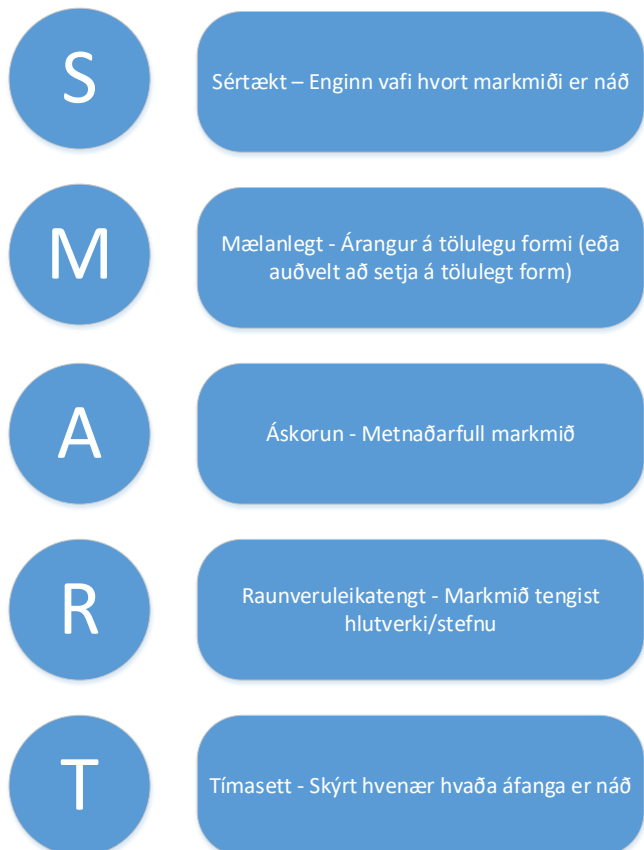 S
Sértækt – Enginn vafi hvort markmiði er náð
M
Mælanlegt - Árangur á tölulegu formi (eða
auðvelt að setja á tölulegt form)
A
Áskorun - Metnaðarfull markmið
R
Raunveruleikatengt - Markmið tengist
hlutverki/stefnu
T
Tímasett - Skýrt hvenær hvaða áfanga er náð